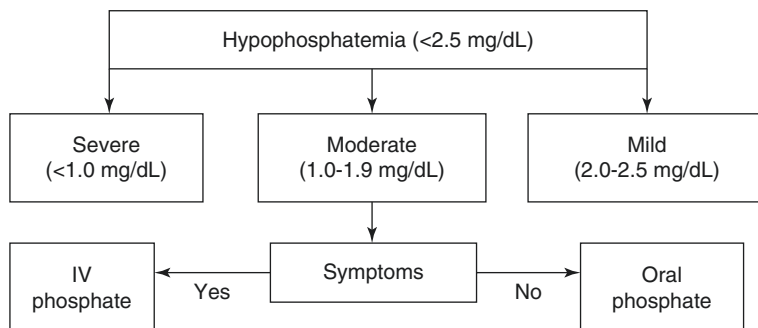 Hypophosphatemia (<2.5 mg/dL)
Severe
(<1.0 mg/dL)
Moderate
(1.0-1.9 mg/dL)
Mild
(2.0-2.5 mg/dL)
IV
phosphate
Yes
Symptoms
No
Oral
phosphate